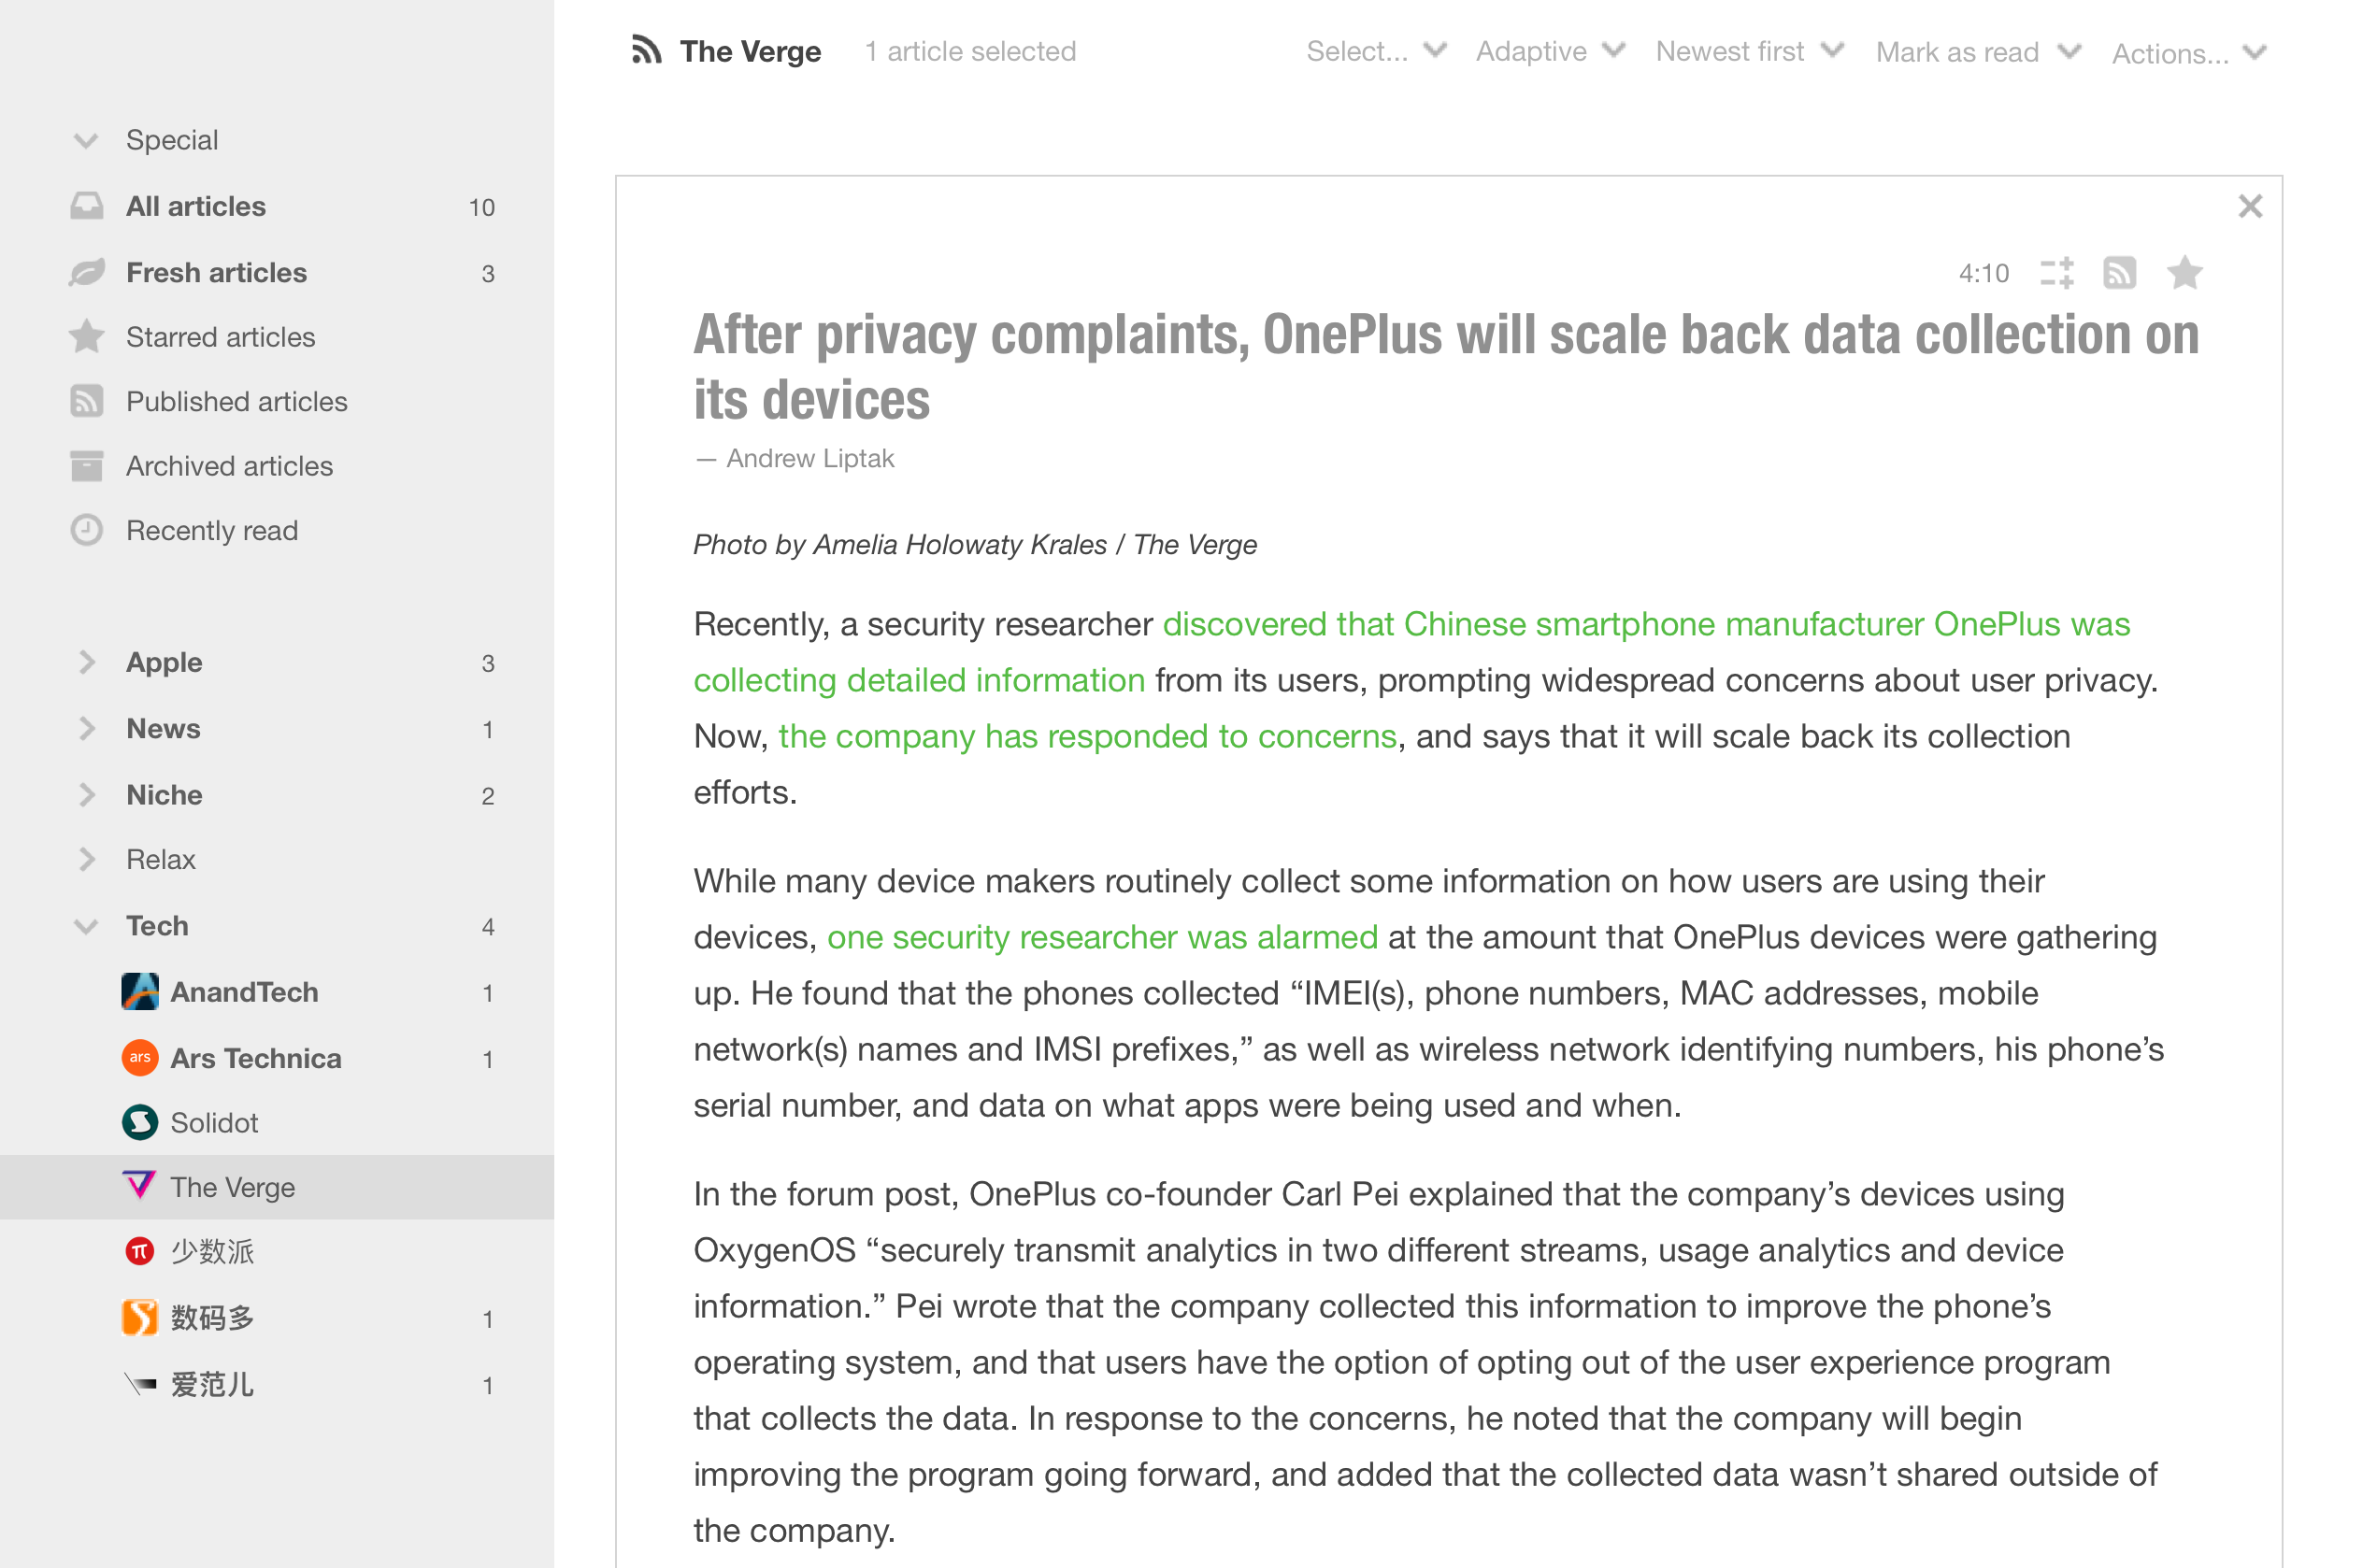 The Verge 1 article selected Select... Adaptive Newest first Mark as read Actions...
Special
All articles 10
Fresh articles 3
Starred articles
Published articles
Archived articles
Recently read
Apple 3
News 1
Niche 2
Relax
Tech 4
AnandTech 1
ars Ars Technica 1
Solidot
The Verge
少数派
数码多 1
爱范儿 1
4:10
After privacy complaints, OnePlus will scale back data collection on
its devices
— Andrew Liptak
Photo by Amelia Holowaty Krales / The Verge
Recently, a security researcher discovered that Chinese smartphone manufacturer OnePlus was
collecting detailed information from its users, prompting widespread concerns about user privacy.
Now, the company has responded to concerns, and says that it will scale back its collection
efforts.
While many device makers routinely collect some information on how users are using their
devices, one security researcher was alarmed at the amount that OnePlus devices were gathering
up. He found that the phones collected “IMEI(s), phone numbers, MAC addresses, mobile
network(s) names and IMSI prefixes,” as well as wireless network identifying numbers, his phone’s
serial number, and data on what apps were being used and when.
In the forum post, OnePlus co-founder Carl Pei explained that the company’s devices using
OxygenOS “securely transmit analytics in two different streams, usage analytics and device
information.” Pei wrote that the company collected this information to improve the phone’s
operating system, and that users have the option of opting out of the user experience program
that collects the data. In response to the concerns, he noted that the company will begin
improving the program going forward, and added that the collected data wasn’t shared outside of
the company.